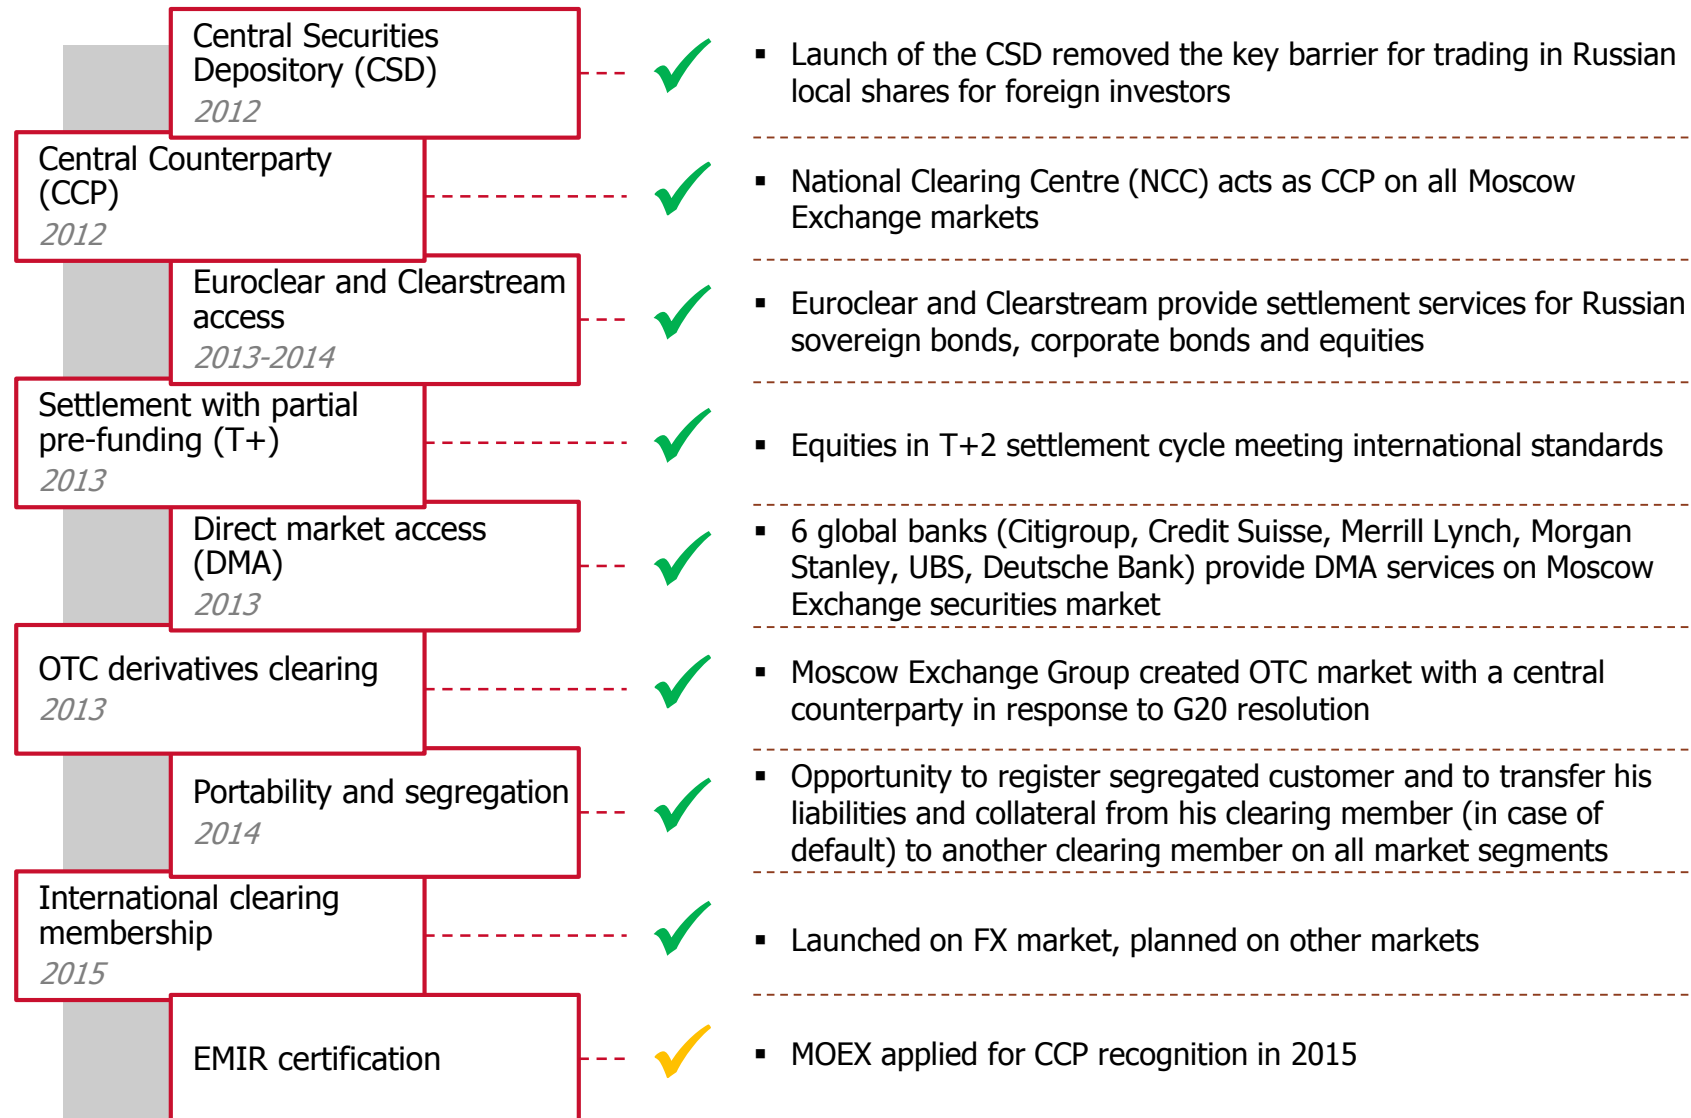 Central Securities
Depository (CSD)
2012
▪ Launch of the CSD removed the key barrier for trading in Russian
local shares for foreign investors
Central Counterparty
(CCP)
2012
▪ National Clearing Centre (NCC) acts as CCP on all Moscow
Exchange markets
Euroclear and Clearstream
access
2013-2014
▪ Euroclear and Clearstream provide settlement services for Russian
sovereign bonds, corporate bonds and equities
Settlement with partial
pre-funding (T+)
2013
▪ Equities in T+2 settlement cycle meeting international standards
Direct market access
(DMA)
2013
▪ 6 global banks (Citigroup, Credit Suisse, Merrill Lynch, Morgan
Stanley, UBS, Deutsche Bank) provide DMA services on Moscow
Exchange securities market
OTC derivatives clearing
2013
▪ Moscow Exchange Group created OTC market with a central
counterparty in response to G20 resolution
Portability and segregation
2014
▪ Opportunity to register segregated customer and to transfer his
liabilities and collateral from his clearing member (in case of
default) to another clearing member on all market segments
International clearing
membership
2015
▪ Launched on FX market, planned on other markets
EMIR certification
▪ MOEX applied for CCP recognition in 2015